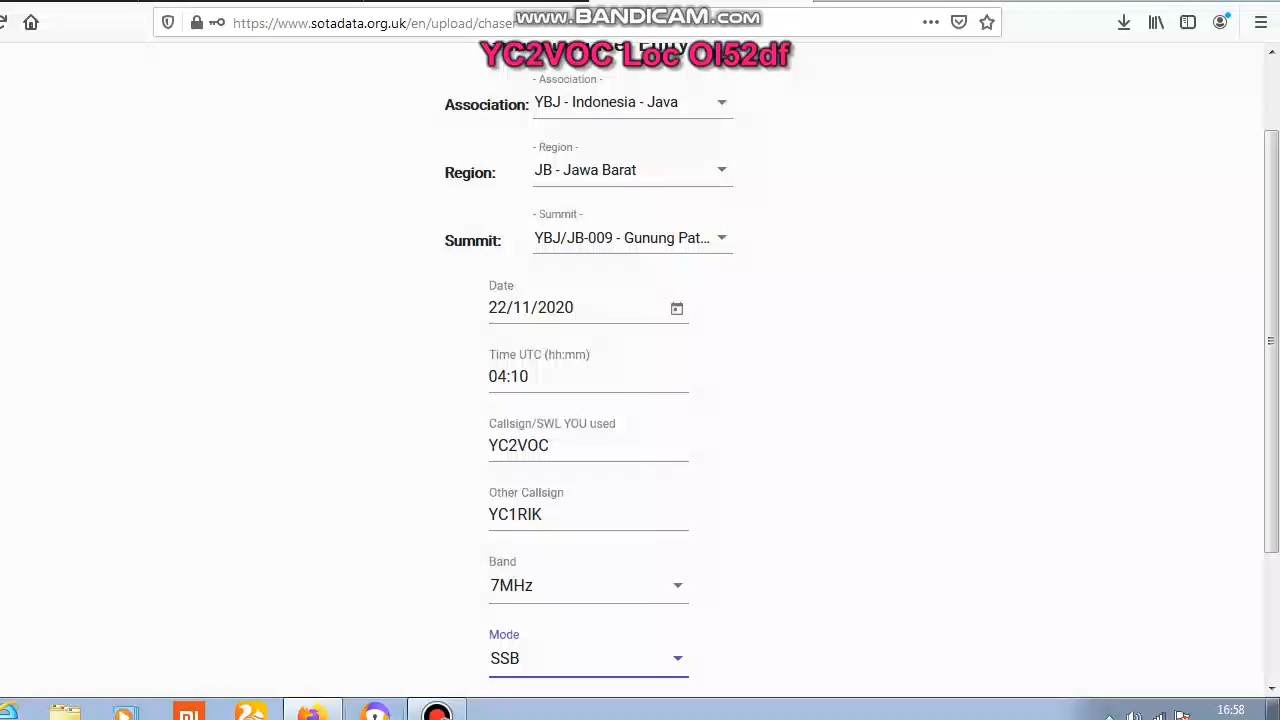 www.BANDICAM.com
https://www.sotadata.org.uk/en/upload/chaser
YC2VOC Loc OI52df
- Association -
Association: YBJ - Indonesia - Java
- Region -
Region: JB - Jawa Barat
- Summit -
Summit: YBJ/JB-009 - Gunung Pat...
Date
22/11/2020
Time UTC (hh:mm)
04:10
Callsign/SWL YOU used
YC2VOC
Other Callsign
YC1RIK
Band
7MHz
Mode
SSB
16:58